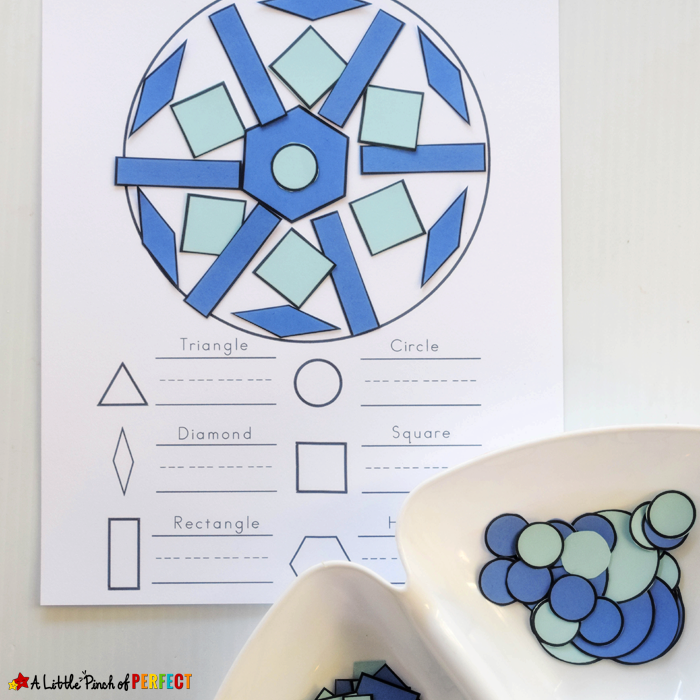 Triangle
Circle
Diamond
Square
Rectangle
A Little Pinch of PERFECT